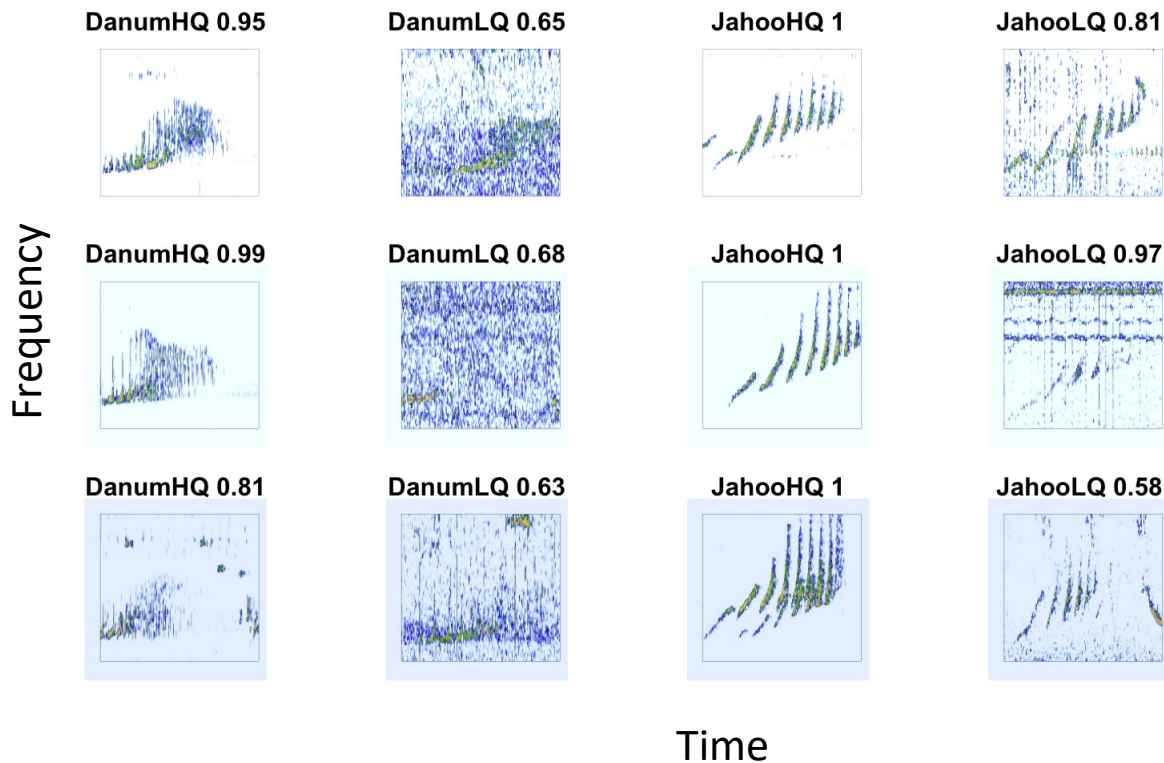 DanumHQ 0.95 DanumLQ 0.65 JahooHQ 1 JahooLQ 0.81
DanumHQ 0.99 DanumLQ 0.68 JahooHQ 1 JahooLQ 0.97
Frequency
DanumHQ 0.81 DanumLQ 0.63 JahooHQ 1 JahooLQ 0.58
Time